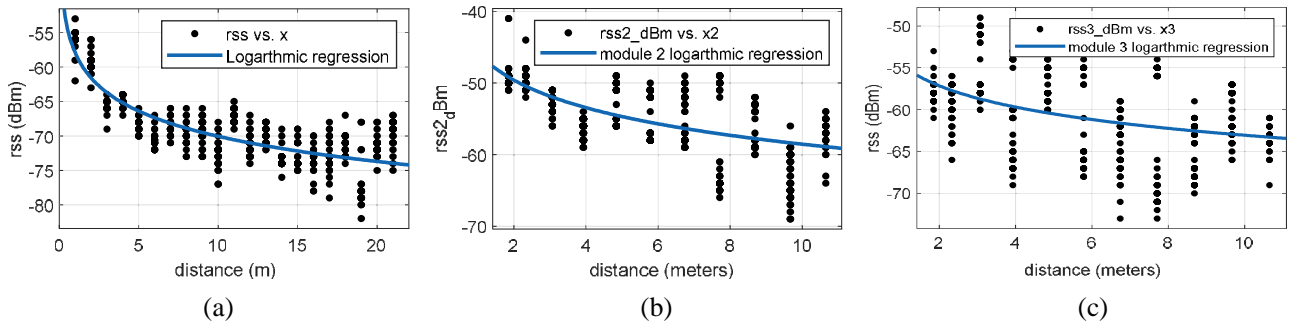 rss vs. x
Logarthmic regression
-55
-60
-65
-70
-75
-80
rss (dBm)
0
5
10
15
20
distance (m)
(a)
rss2_dBm vs. x2
module 2 logarthmic regression
-40
-50
-60
-70
rss2dBm
2
4
6
8
10
distance (meters)
(b)
rss3_dBm vs. x3
module 3 logarthmic regression
-50
-55
-60
-65
-70
rss (dBm)
2
4
6
8
10
distance (meters)
(c)